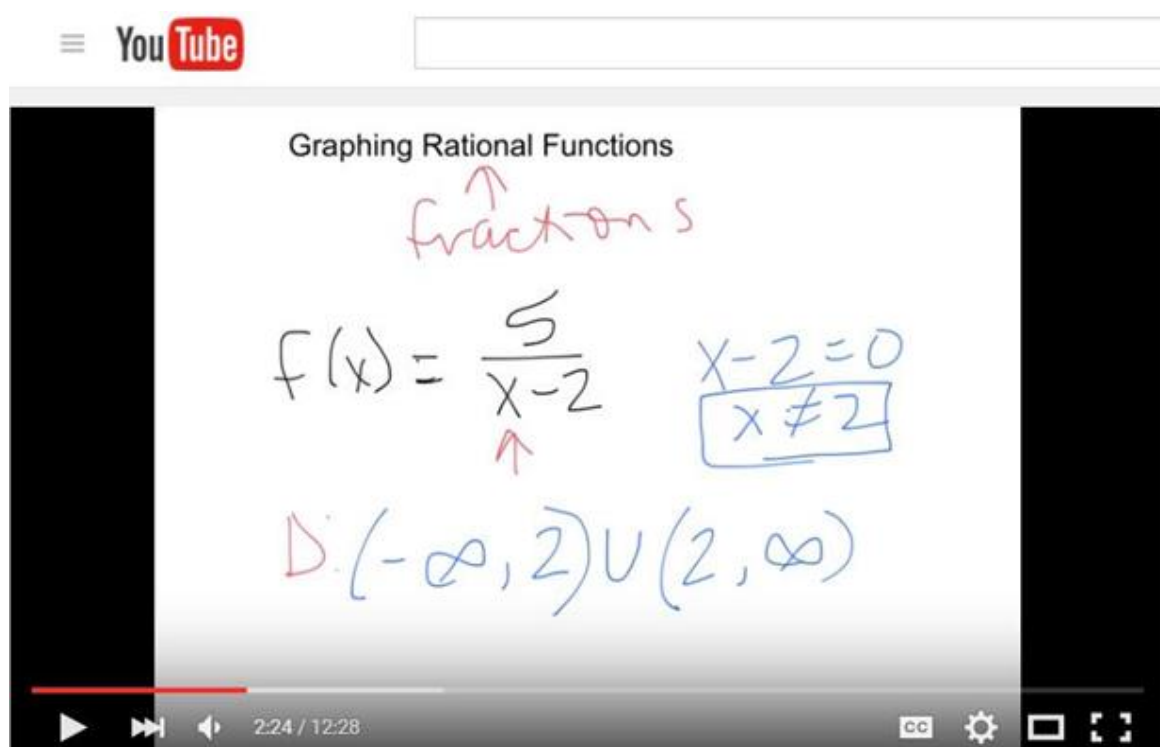 YouTube
Graphing Rational Functions
fractions
f(x) = 5/(x-2)
x-2=0
x≠2
D: (-∞, 2) ∪ (2, ∞)
2:24 / 12:28
CC